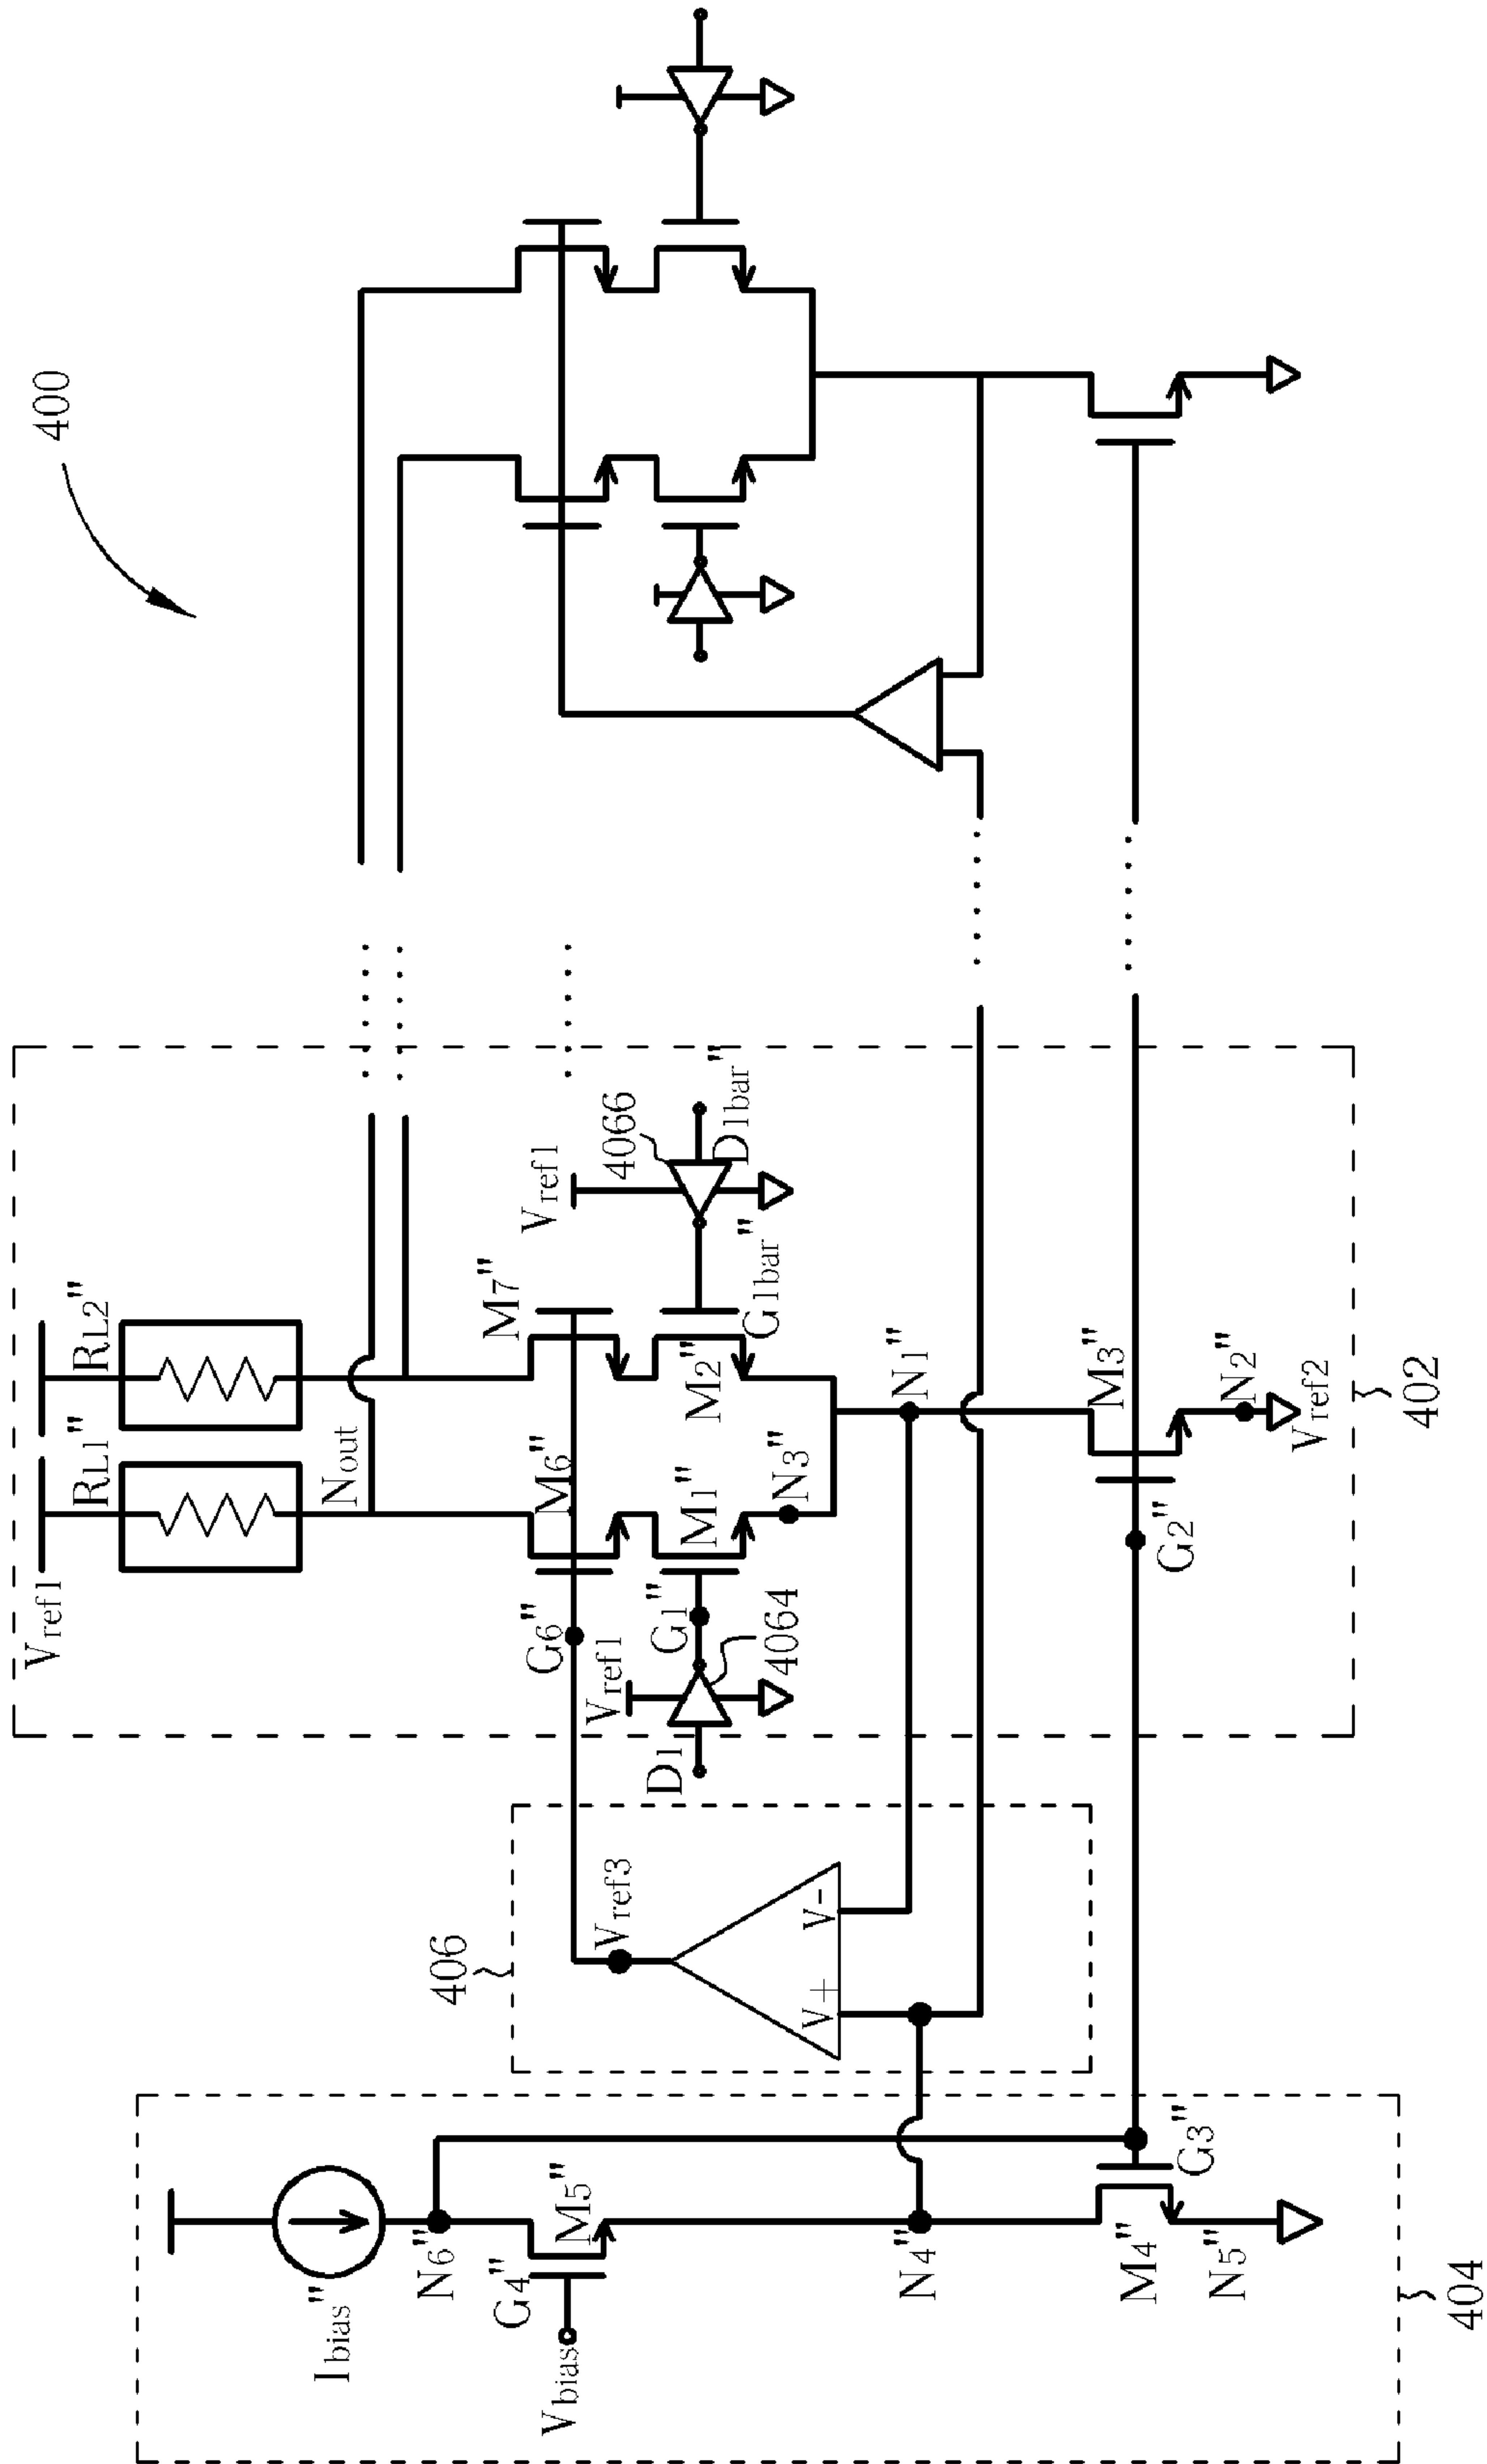 400
Vref1
RL1"
RL2"
Nout
Ibias"
N6"
G4"
M5"
Vbias
N4"
M4"
G3"
N5"
404
406
Vref3
V+
V-
G6"
M6"
M7"
Vref1
D1
4064
G1"
M1"
N3"
M2"
G1bar"
Vref1
4066
D1bar"
N1"
M3"
G2"
N2"
Vref2
402